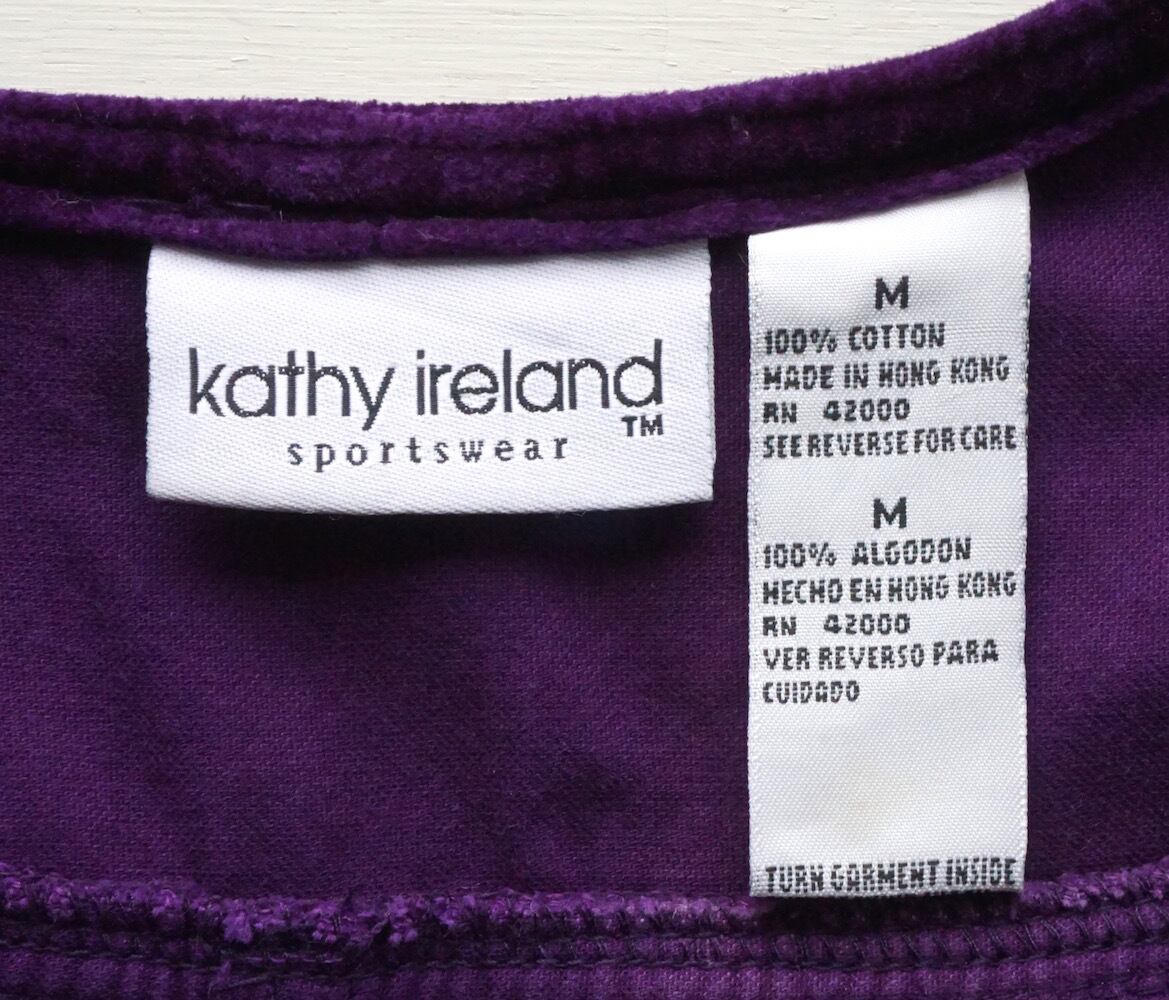 kathy ireland
TM
sportswear
M
100% COTTON
MADE IN HONG KONG
RN 42000
SEE REVERSE FOR CARE
M
100% ALGODON
HECHO EN HONG KONG
RN 42000
VER REVERSO PARA
CUIDADO
TURN GARMENT INSIDE